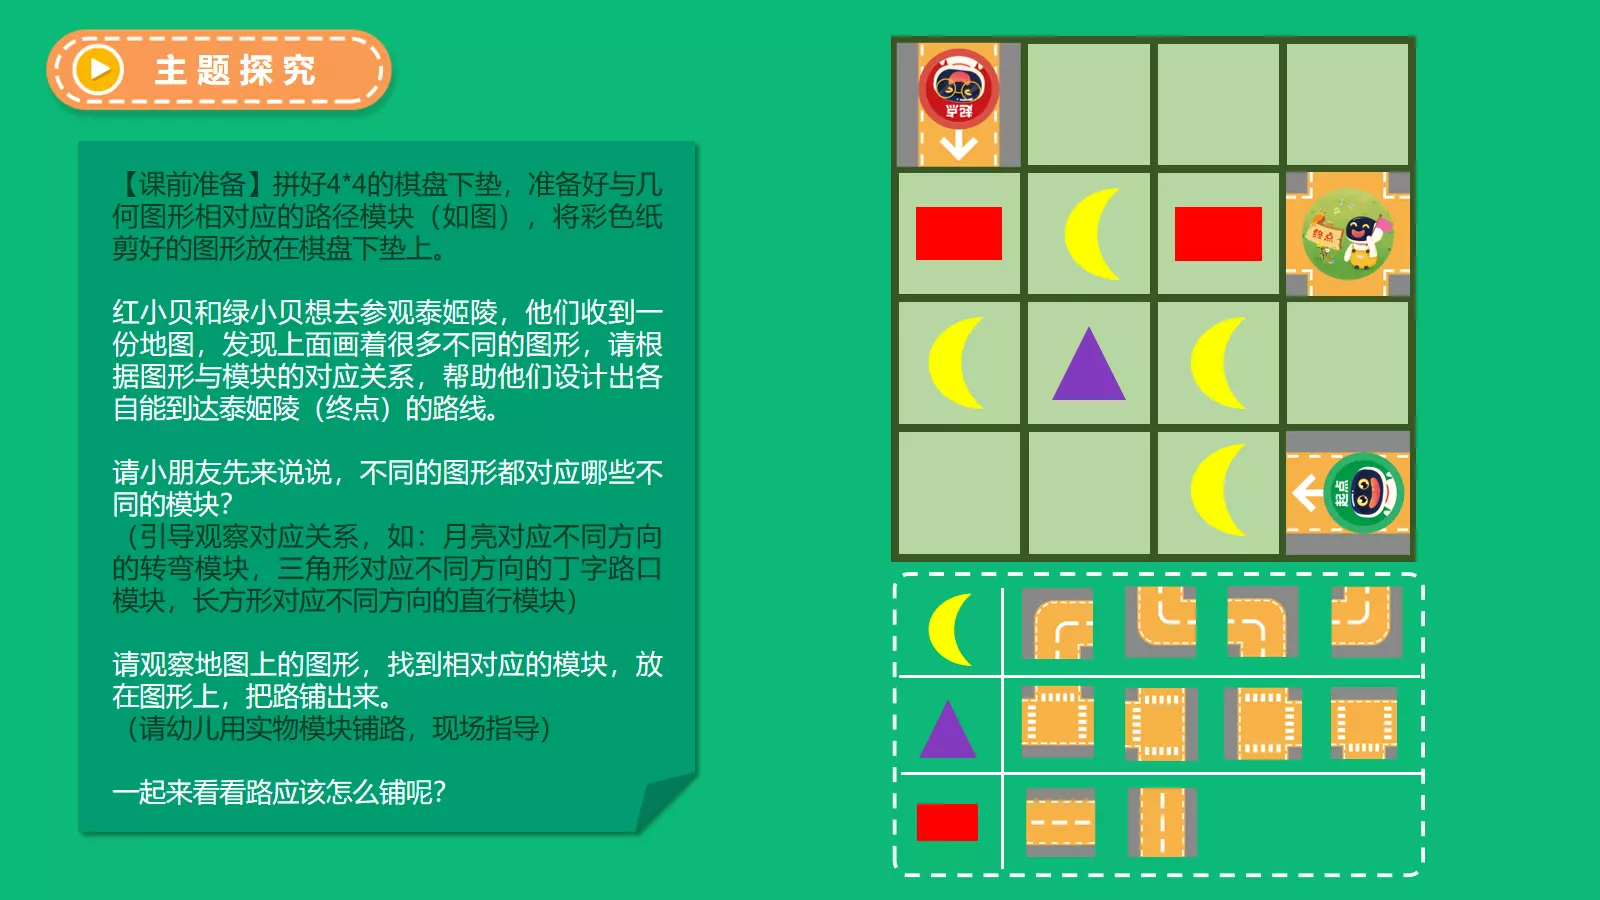 主题探究
【课前准备】拼好4*4的棋盘下垫，准备好与几
何图形相对应的路径模块（如图），将彩色纸
剪好的图形放在棋盘下垫上。
红小贝和绿小贝想去参观泰姬陵，他们收到一
份地图，发现上面画着很多不同的图形，请根
据图形与模块的对应关系，帮助他们设计出各
自能到达泰姬陵（终点）的路线。
请小朋友先来说说，不同的图形都对应哪些不
同的模块？
（引导观察对应关系，如：月亮对应不同方向
的转弯模块，三角形对应不同方向的丁字路口
模块，长方形对应不同方向的直行模块）
请观察地图上的图形，找到相对应的模块，放
在图形上，把路铺出来。
（请幼儿用实物模块铺路，现场指导）
一起来看看路应该怎么铺呢？
起点
终点
起点